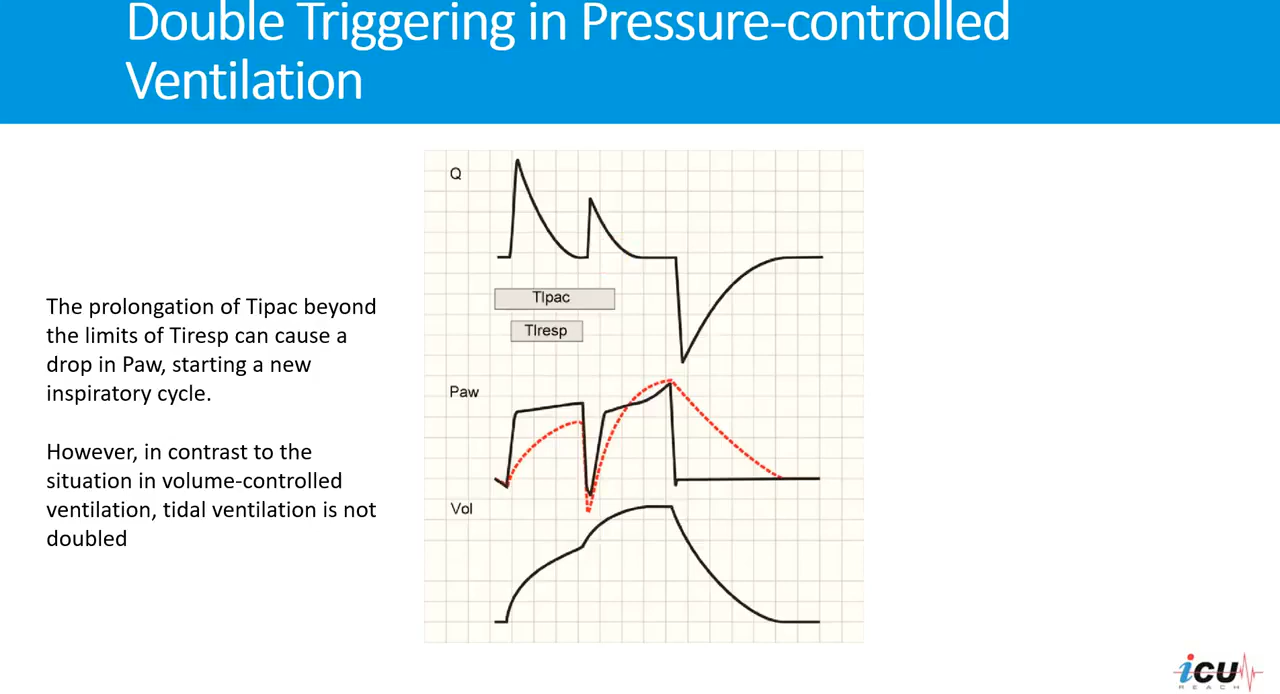 Double Triggering in Pressure-controlled
Ventilation
The prolongation of Tipac beyond
the limits of Tiresp can cause a
drop in Paw, starting a new
inspiratory cycle.
However, in contrast to the
situation in volume-controlled
ventilation, tidal ventilation is not
doubled
Q
TIpac
TIresp
Paw
Vol
icu
REACH